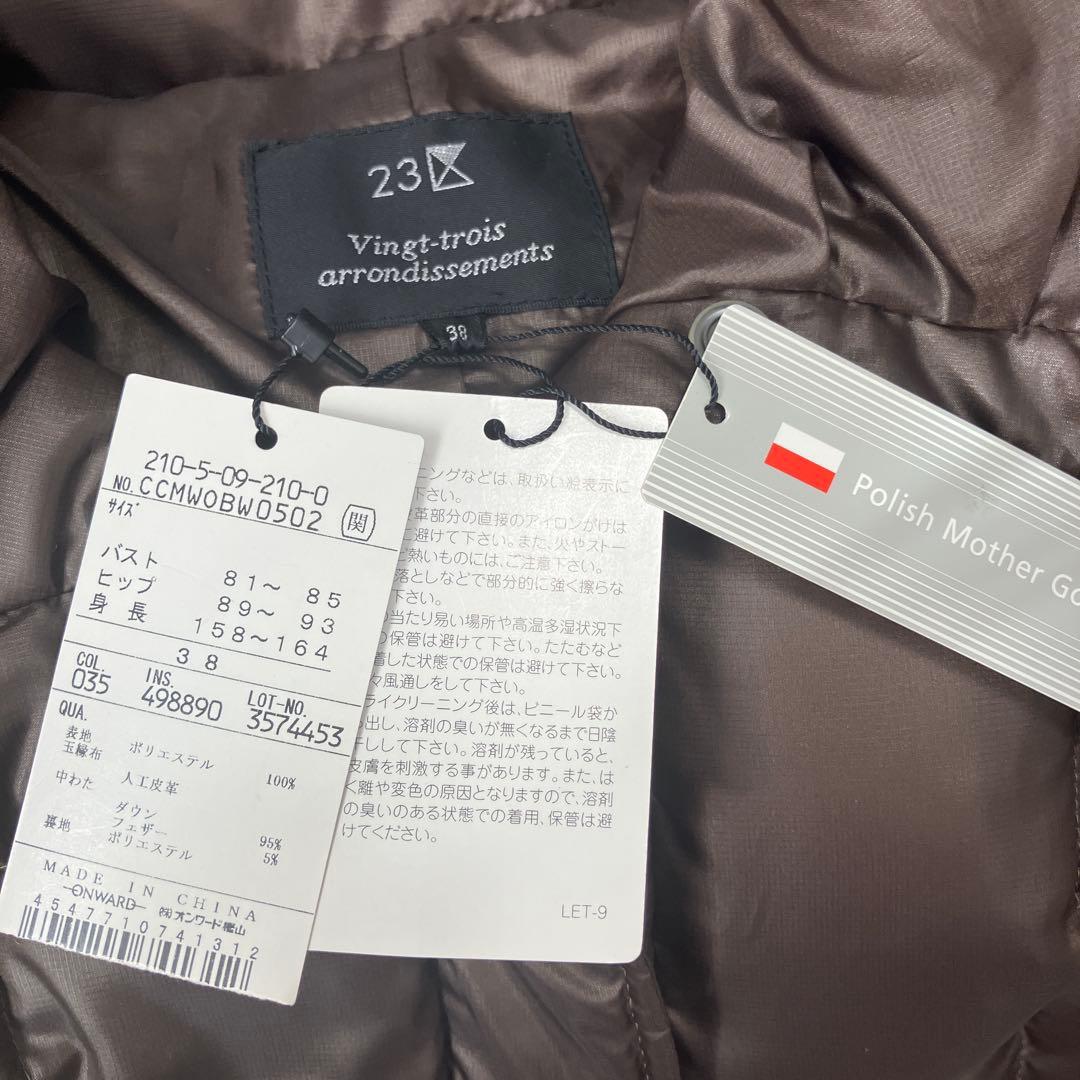 23
Vingt-trois
arrondissements
38
210-5-09-210-0
NO. CCMWOBW0502 関
サイズ
バスト 81～ 85
ヒップ 89～ 93
身長 158～164
38
COL. INS. LOT-NO.
035 498890 3574453
QUA.
表地 ポリエステル 100%
玉縁布
人工皮革
中わた ダウン 95%
フェザー 5%
裏地 ポリエステル
MADE IN CHINA
ONWARD ㈱オンワード樫山
4547710741312
ニングなどは、取扱い絵表示に
下さい。
革部分の直接のアイロンがけは
に避けて下さい。また、火やストー
ど熱いものには、ご注意下さい。
落としなどで部分的に強く擦らな
下さい。
の当たり易い場所や高温多湿状況下
の保管は避けて下さい。たたむなど
着した状態での保管は避けて下さい。
々風通しをして下さい。
ライクリーニング後は、ビニール袋か
出し、溶剤の臭いが無くなるまで日陰
干しして下さい。溶剤が残っていると、
皮膚を刺激する事があります。また、は
く離や変色の原因となりますので、溶剤
の臭いのある状態での着用、保管は避
けてください。
LET-9
Polish Mother Go